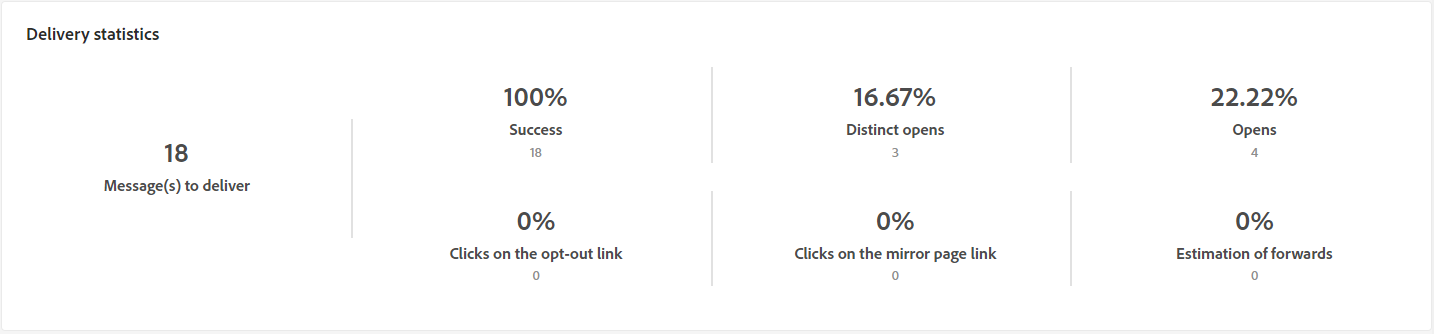 Delivery statistics
18
Message(s) to deliver
100%
Success
18
16.67%
Distinct opens
3
22.22%
Opens
4
0%
Clicks on the opt-out link
0
0%
Clicks on the mirror page link
0
0%
Estimation of forwards
0